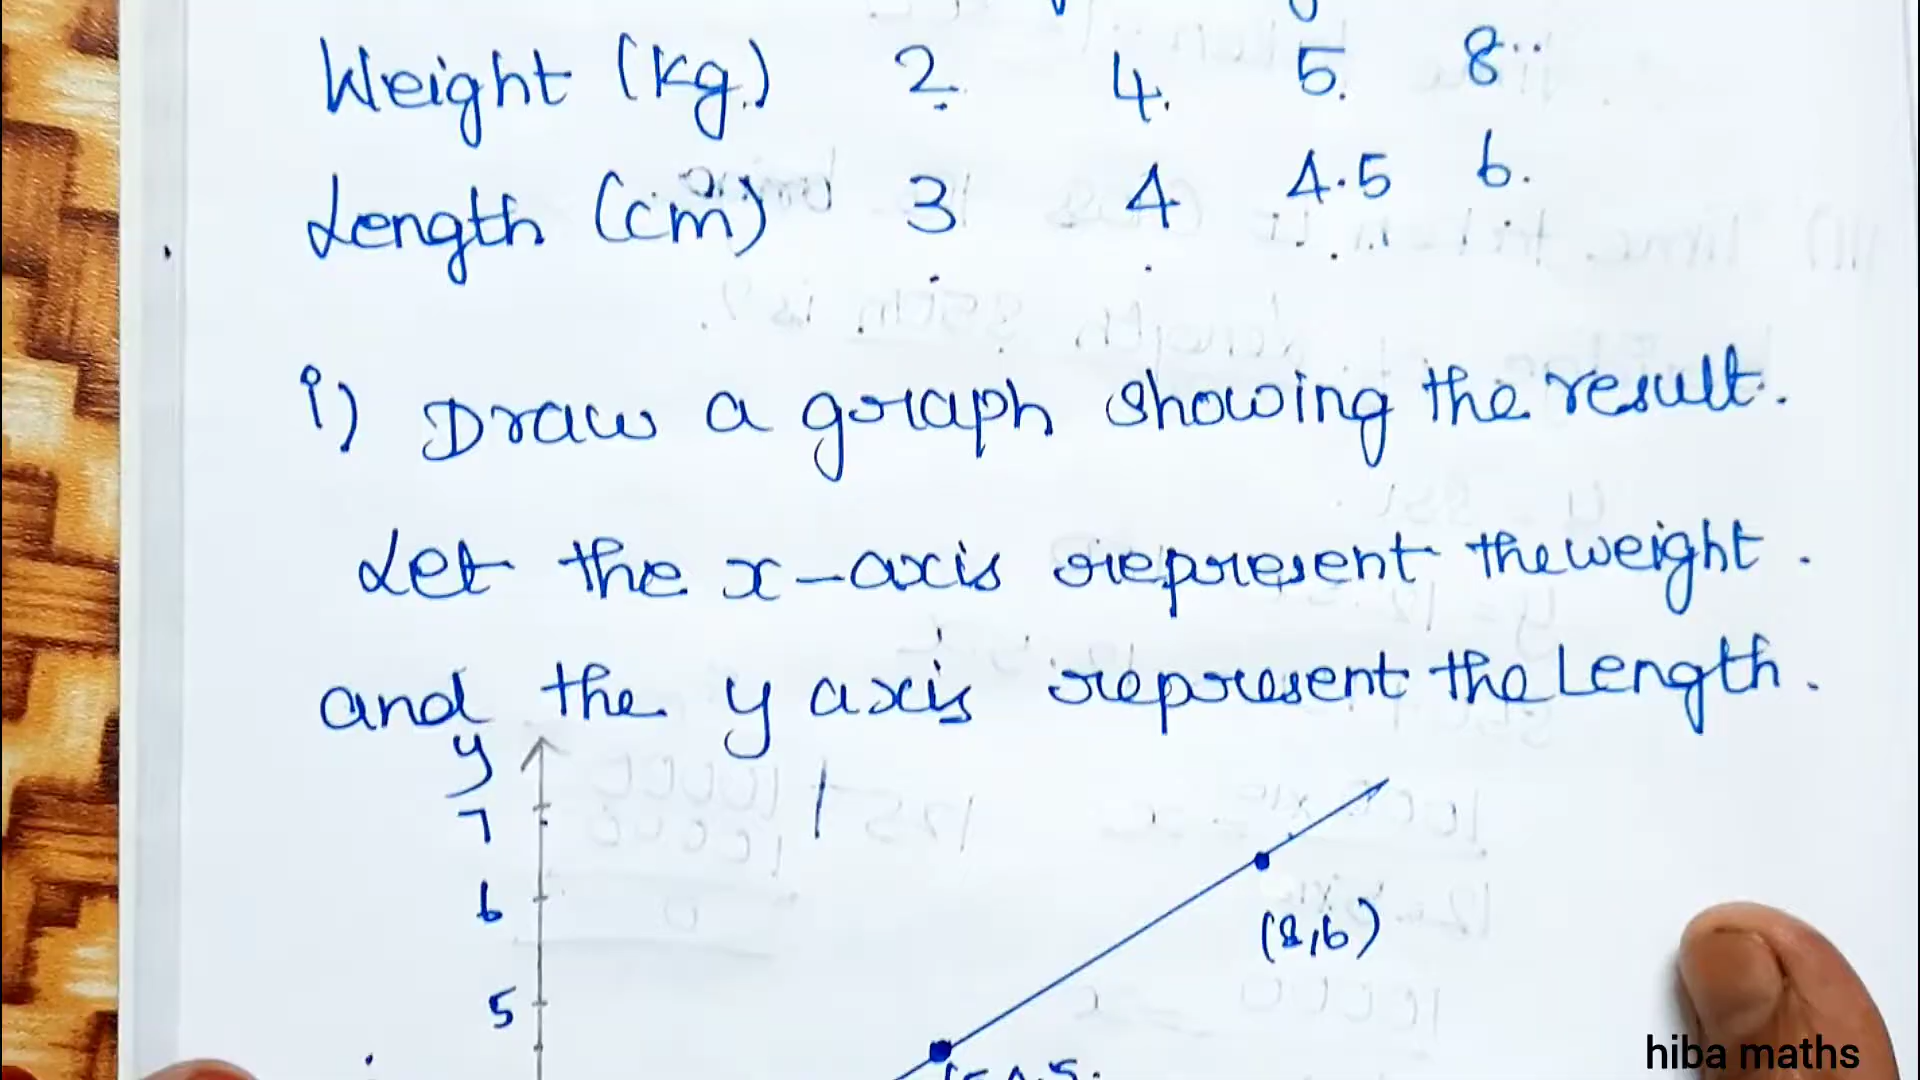 Weight (kg.) 2 4. 5. 8
Length (cm) 3 4 4.5 6.
i) Draw a graph showing the result.
Let the x-axis represent the weight.
and the y axis represent the Length.
y
7
6
(8,6)
5
hiba maths